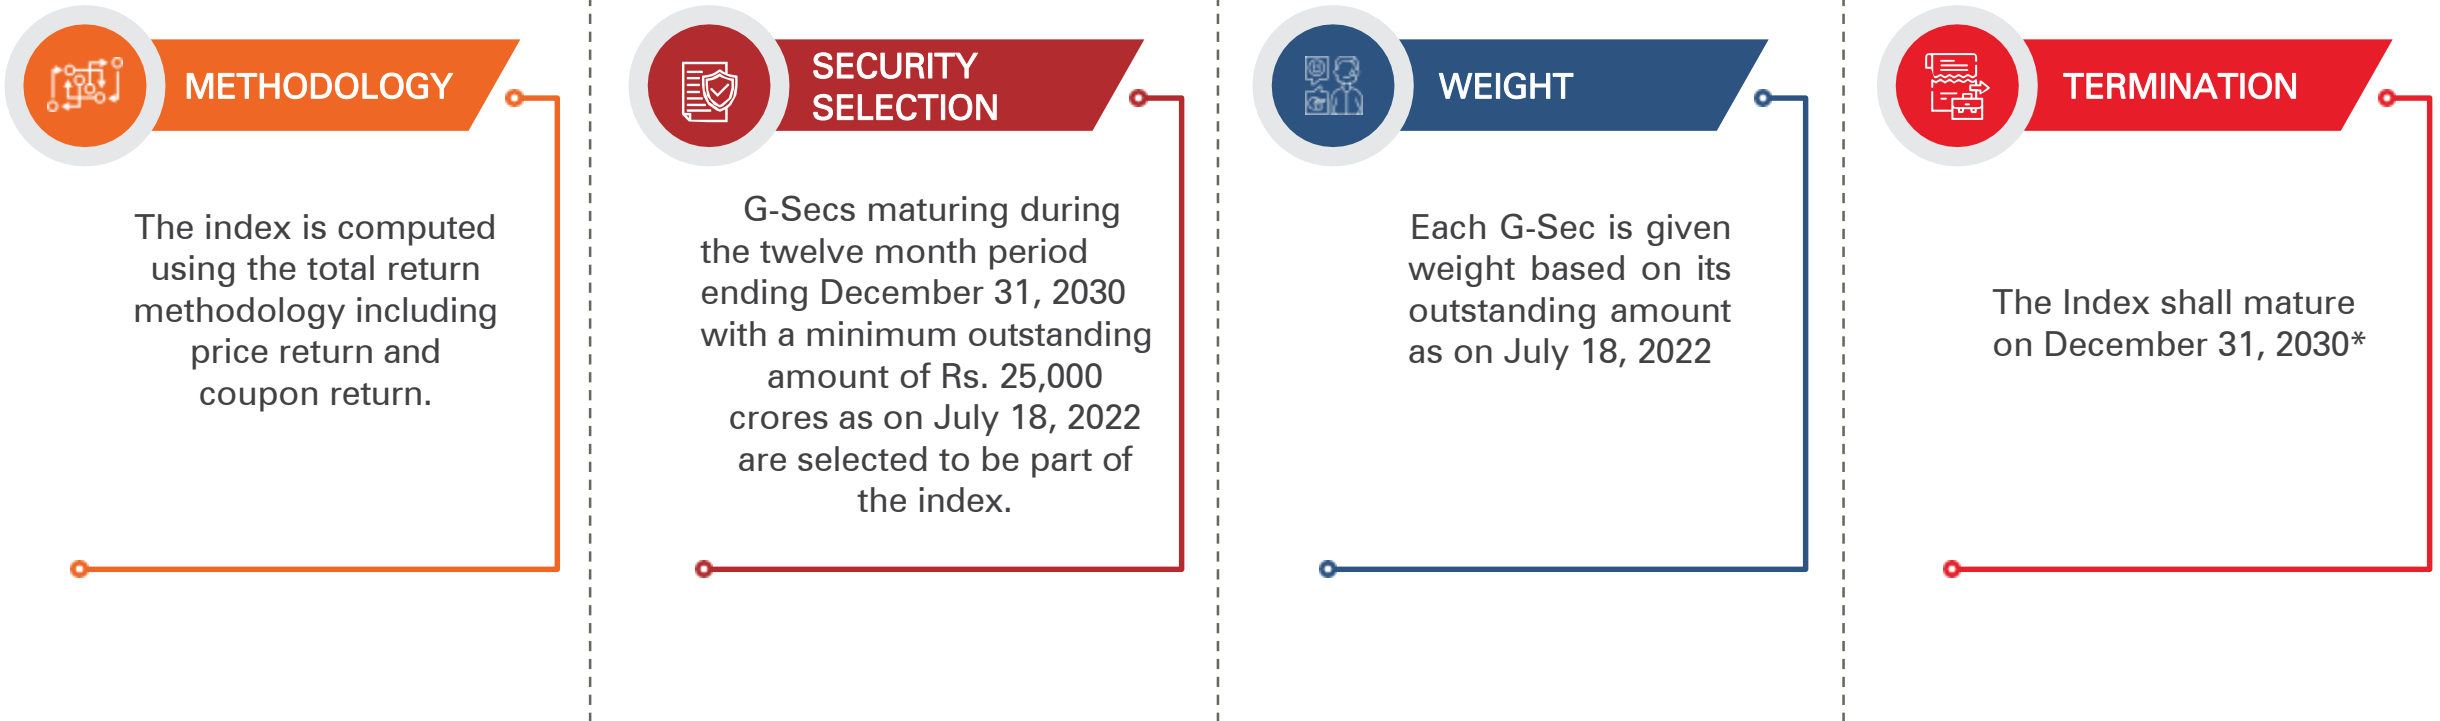 METHODOLOGY
The index is computed
using the total return
methodology including
price return and
coupon return.
SECURITY
SELECTION
G-Secs maturing during
the twelve month period
ending December 31, 2030
with a minimum outstanding
amount of Rs. 25,000
crores as on July 18, 2022
are selected to be part of
the index.
WEIGHT
Each G-Sec is given
weight based on its
outstanding amount
as on July 18, 2022
TERMINATION
The Index shall mature
on December 31, 2030*